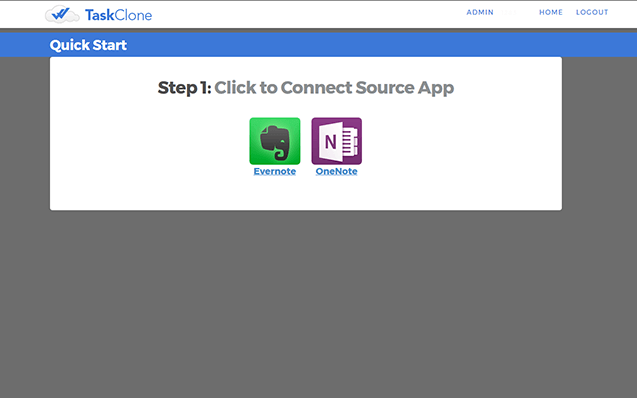 TaskClone
ADMIN HOME LOGOUT
Quick Start
Step 1: Click to Connect Source App
N
Evernote OneNote